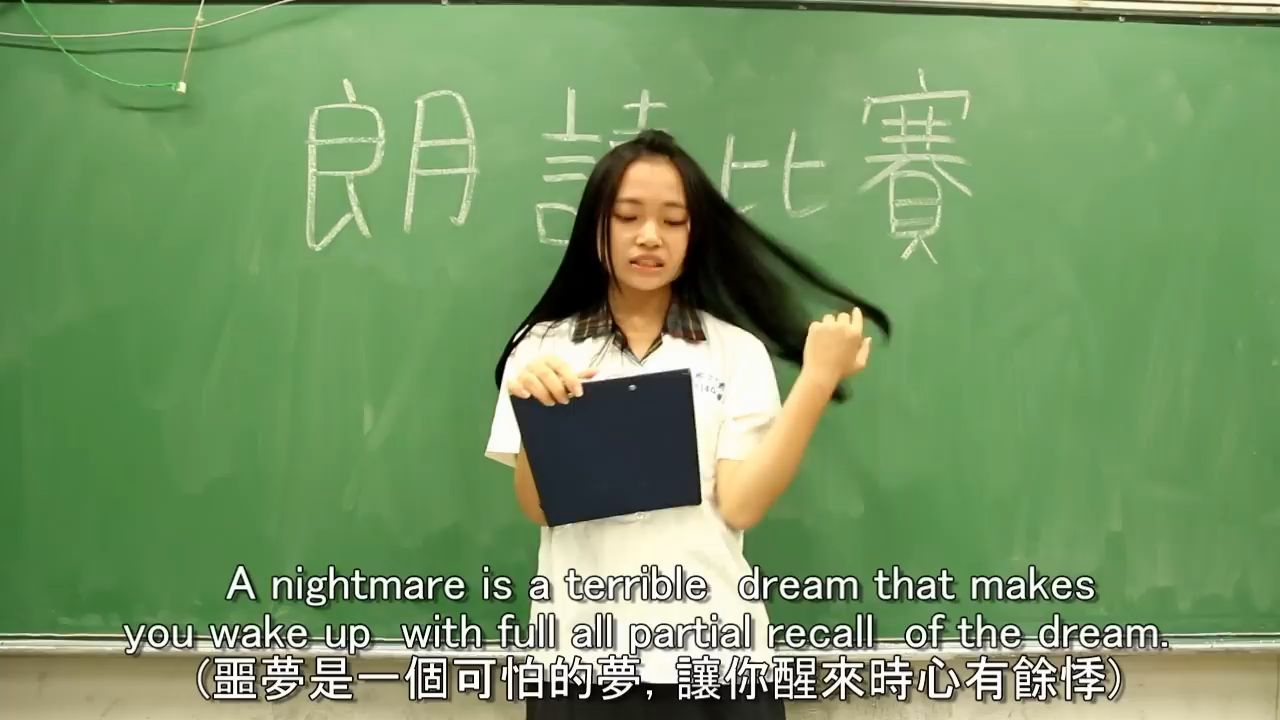 朗讀比賽
A nightmare is a terrible dream that makes
you wake up with full all partial recall of the dream.
(噩夢是一個可怕的夢, 讓你醒來時心有餘悸)